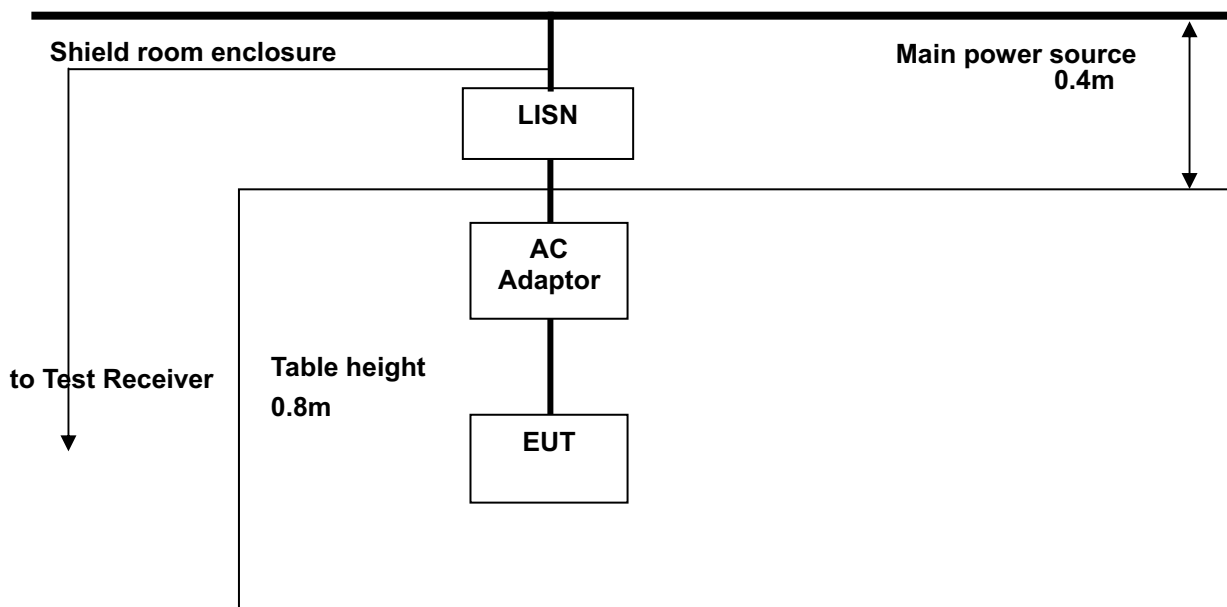 Shield room enclosure
Main power source
0.4m
LISN
AC
Adaptor
Table height
to Test Receiver
0.8m
EUT